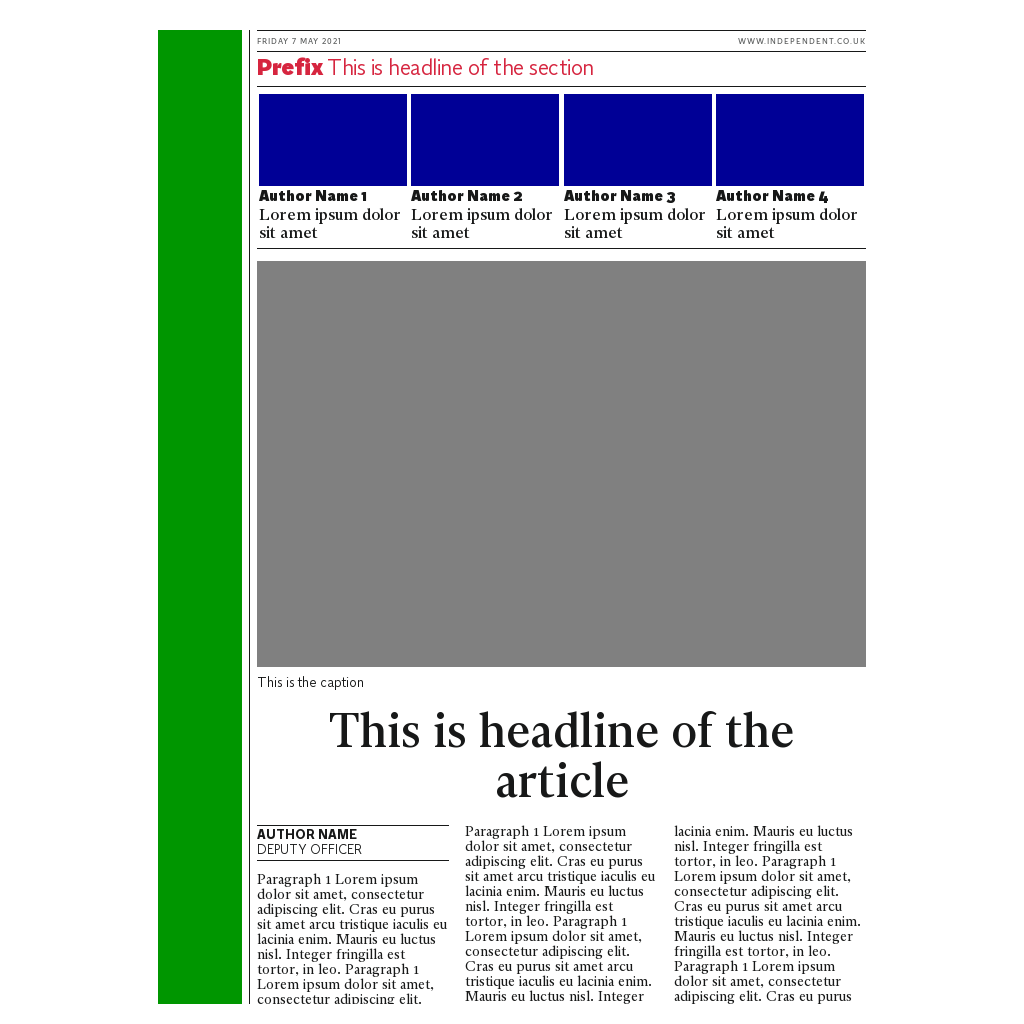 FRIDAY 7 MAY 2021
WWW.INDEPENDENT.CO.UK
Prefix This is headline of the section
Author Name 1
Lorem ipsum dolor
sit amet
Author Name 2
Lorem ipsum dolor
sit amet
Author Name 3
Lorem ipsum dolor
sit amet
Author Name 4
Lorem ipsum dolor
sit amet
This is the caption
This is headline of the
article
AUTHOR NAME
DEPUTY OFFICER
Paragraph 1 Lorem ipsum
dolor sit amet, consectetur
adipiscing elit. Cras eu purus
sit amet arcu tristique iaculis eu
lacinia enim. Mauris eu luctus
nisl. Integer fringilla est
tortor, in leo. Paragraph 1
Lorem ipsum dolor sit amet,
consectetur adipiscing elit.
Paragraph 1 Lorem ipsum
dolor sit amet, consectetur
adipiscing elit. Cras eu purus
sit amet arcu tristique iaculis eu
lacinia enim. Mauris eu luctus
nisl. Integer fringilla est
tortor, in leo. Paragraph 1
Lorem ipsum dolor sit amet,
consectetur adipiscing elit.
Cras eu purus sit amet arcu
tristique iaculis eu lacinia enim.
Mauris eu luctus nisl. Integer
lacinia enim. Mauris eu luctus
nisl. Integer fringilla est
tortor, in leo. Paragraph 1
Lorem ipsum dolor sit amet,
consectetur adipiscing elit.
Cras eu purus sit amet arcu
tristique iaculis eu lacinia enim.
Mauris eu luctus nisl. Integer
fringilla est tortor, in leo.
Paragraph 1 Lorem ipsum
dolor sit amet, consectetur
adipiscing elit. Cras eu purus